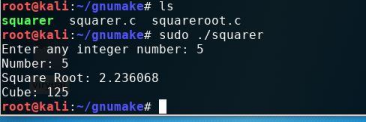 root@kali:~/gnumake# ls
squarer  squarer.c  squareroot.c
root@kali:~/gnumake# sudo ./squarer
Enter any integer number: 5
Number: 5
Square Root: 2.236068
Cube: 125
root@kali:~/gnumake#